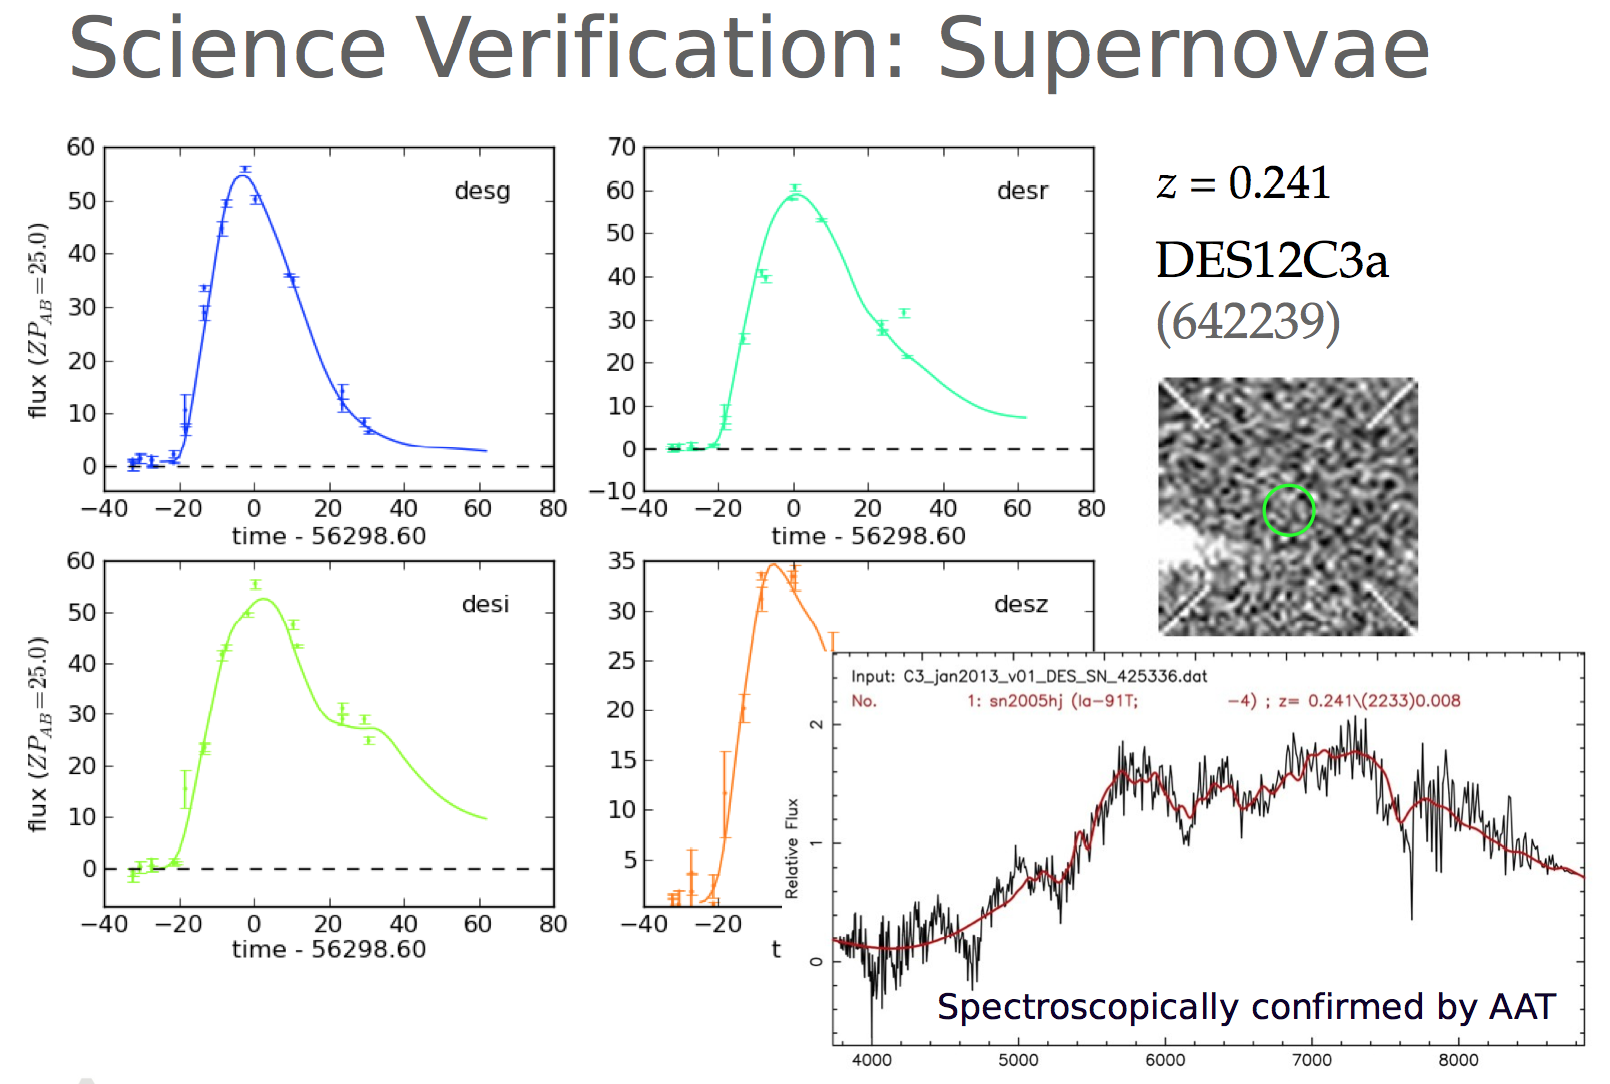 Science Verification: Supernovae
60
50
40
30
20
10
0
flux (ZP_AB=25.0)
desg
−40 −20 0 20 40 60 80
time - 56298.60
70
60
50
40
30
20
10
0
−10
desr
−40 −20 0 20 40 60 80
time - 56298.60
z = 0.241
DES12C3a
(642239)
60
50
40
30
20
10
0
flux (ZP_AB=25.0)
desi
−40 −20 0 20 40 60 80
time - 56298.60
35
30
25
20
15
10
5
desz
−40 −20
t
Input: C3_jan2013_v01_DES_SN_425336.dat
No. 1: sn2005hj (Ia-91T; -4) ; z= 0.241\(2233)0.008
2
1
0
Relative Flux
Spectroscopically confirmed by AAT
4000 5000 6000 7000 8000